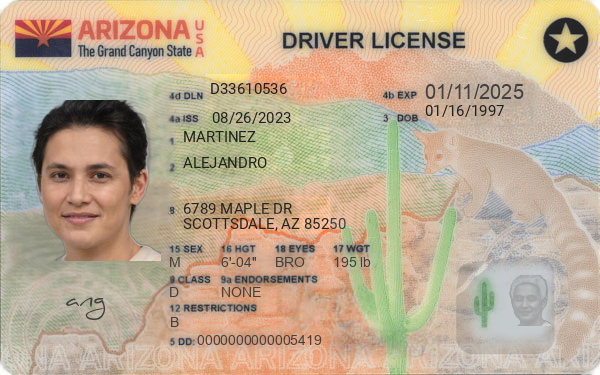 ARIZONA USA
The Grand Canyon State
DRIVER LICENSE
4d DLN D33610536
4b EXP 01/11/2025
4a ISS 08/26/2023
3 DOB 01/16/1997
1 MARTINEZ
2 ALEJANDRO
8 6789 MAPLE DR
SCOTTSDALE, AZ 85250
15 SEX 16 HGT 18 EYES 17 WGT
M 6'-04" BRO 195 lb
9 CLASS 9a ENDORSEMENTS
D NONE
12 RESTRICTIONS
B
5 DD: 0000000000005419
ang
ARIZONA ARIZONA ARIZONA ARIZONA